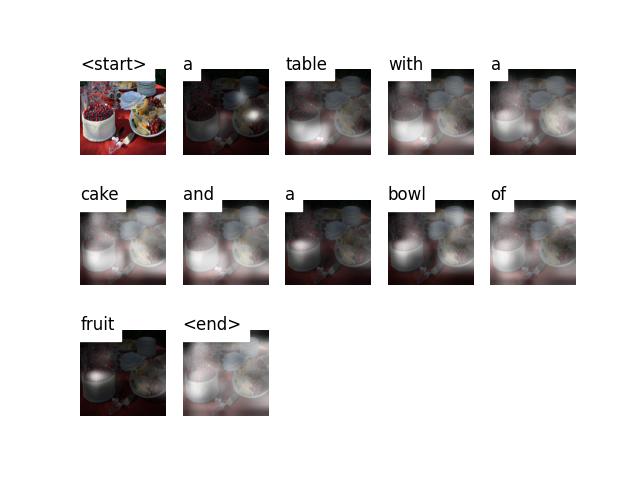 <start> a table with a
cake and a bowl of
fruit <end>